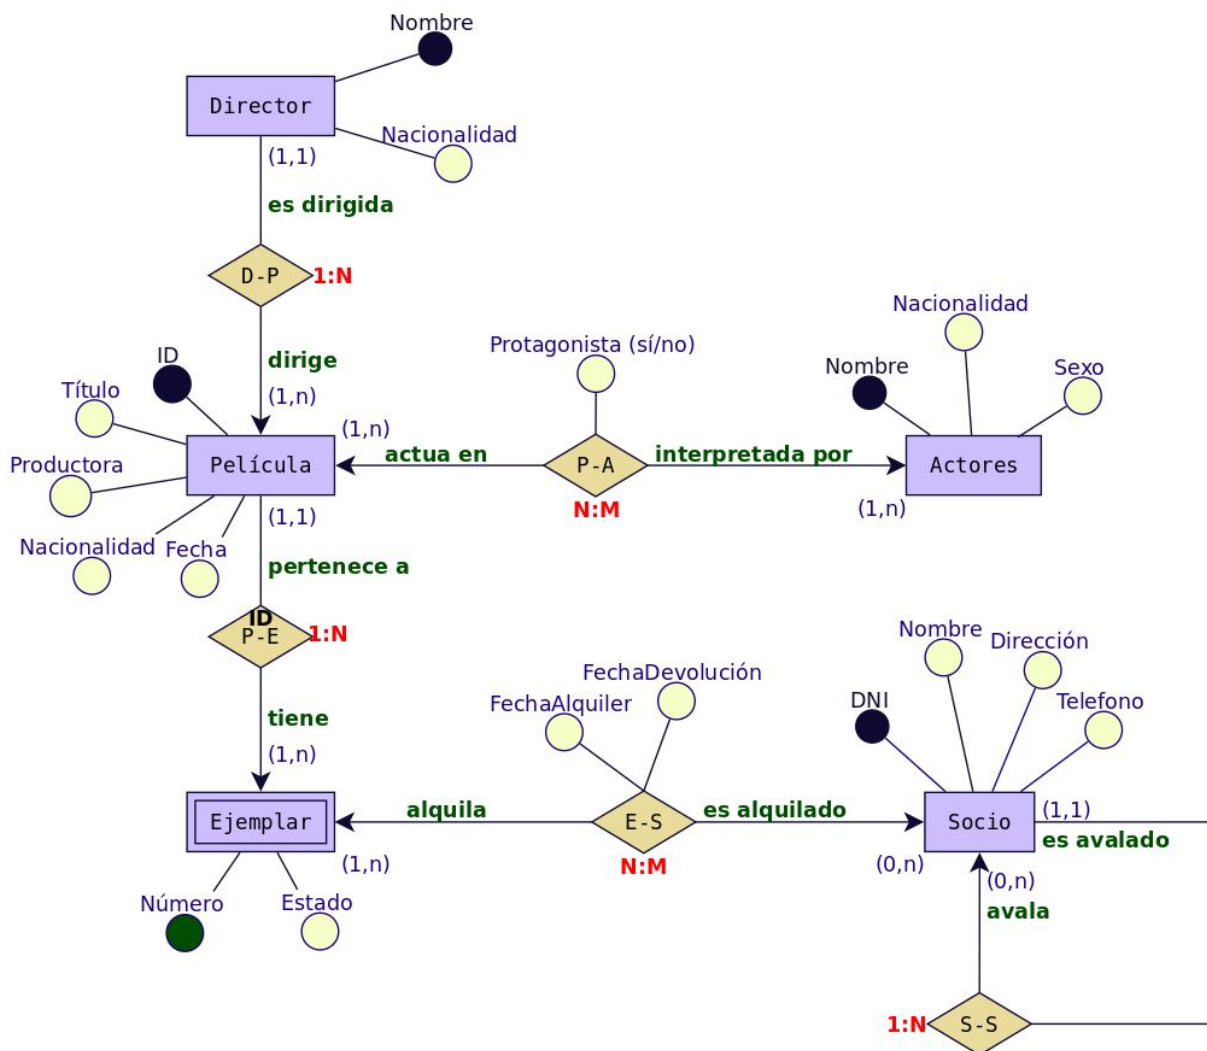 Nombre
Director
Nacionalidad
(1,1)
es dirigida
D-P
1:N
dirige
(1,n)
ID
Título
Productora
Nacionalidad
Fecha
Película
(1,n)
(1,1)
actua en
Protagonista (sí/no)
P-A
N:M
interpretada por
Nombre
Nacionalidad
Sexo
Actores
(1,n)
pertenece a
ID
P-E
1:N
tiene
(1,n)
Ejemplar
(1,n)
Número
Estado
alquila
FechaAlquiler
FechaDevolución
E-S
N:M
es alquilado
DNI
Nombre
Dirección
Telefono
Socio
(0,n)
(1,1)
es avalado
(0,n)
avala
1:N
S-S